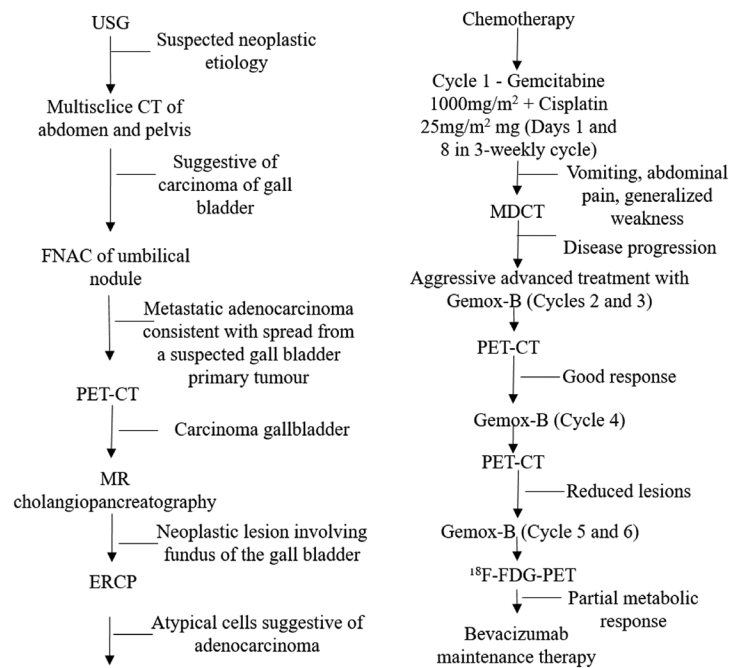 USG
Suspected neoplastic
etiology
Multisclice CT of
abdomen and pelvis
Suggestive of
carcinoma of gall
bladder
FNAC of umbilical
nodule
Metastatic adenocarcinoma
consistent with spread from
a suspected gall bladder
primary tumour
PET-CT
Carcinoma gallbladder
MR
cholangiopancreatography
Neoplastic lesion involving
fundus of the gall bladder
ERCP
Atypical cells suggestive of
adenocarcinoma
Chemotherapy
Cycle 1 - Gemcitabine
1000mg/m² + Cisplatin
25mg/m² mg (Days 1 and
8 in 3-weekly cycle)
Vomiting, abdominal
pain, generalized
weakness
MDCT
Disease progression
Aggressive advanced treatment with
Gemox-B (Cycles 2 and 3)
PET-CT
Good response
Gemox-B (Cycle 4)
PET-CT
Reduced lesions
Gemox-B (Cycle 5 and 6)
¹⁸F-FDG-PET
Partial metabolic
response
Bevacizumab
maintenance therapy